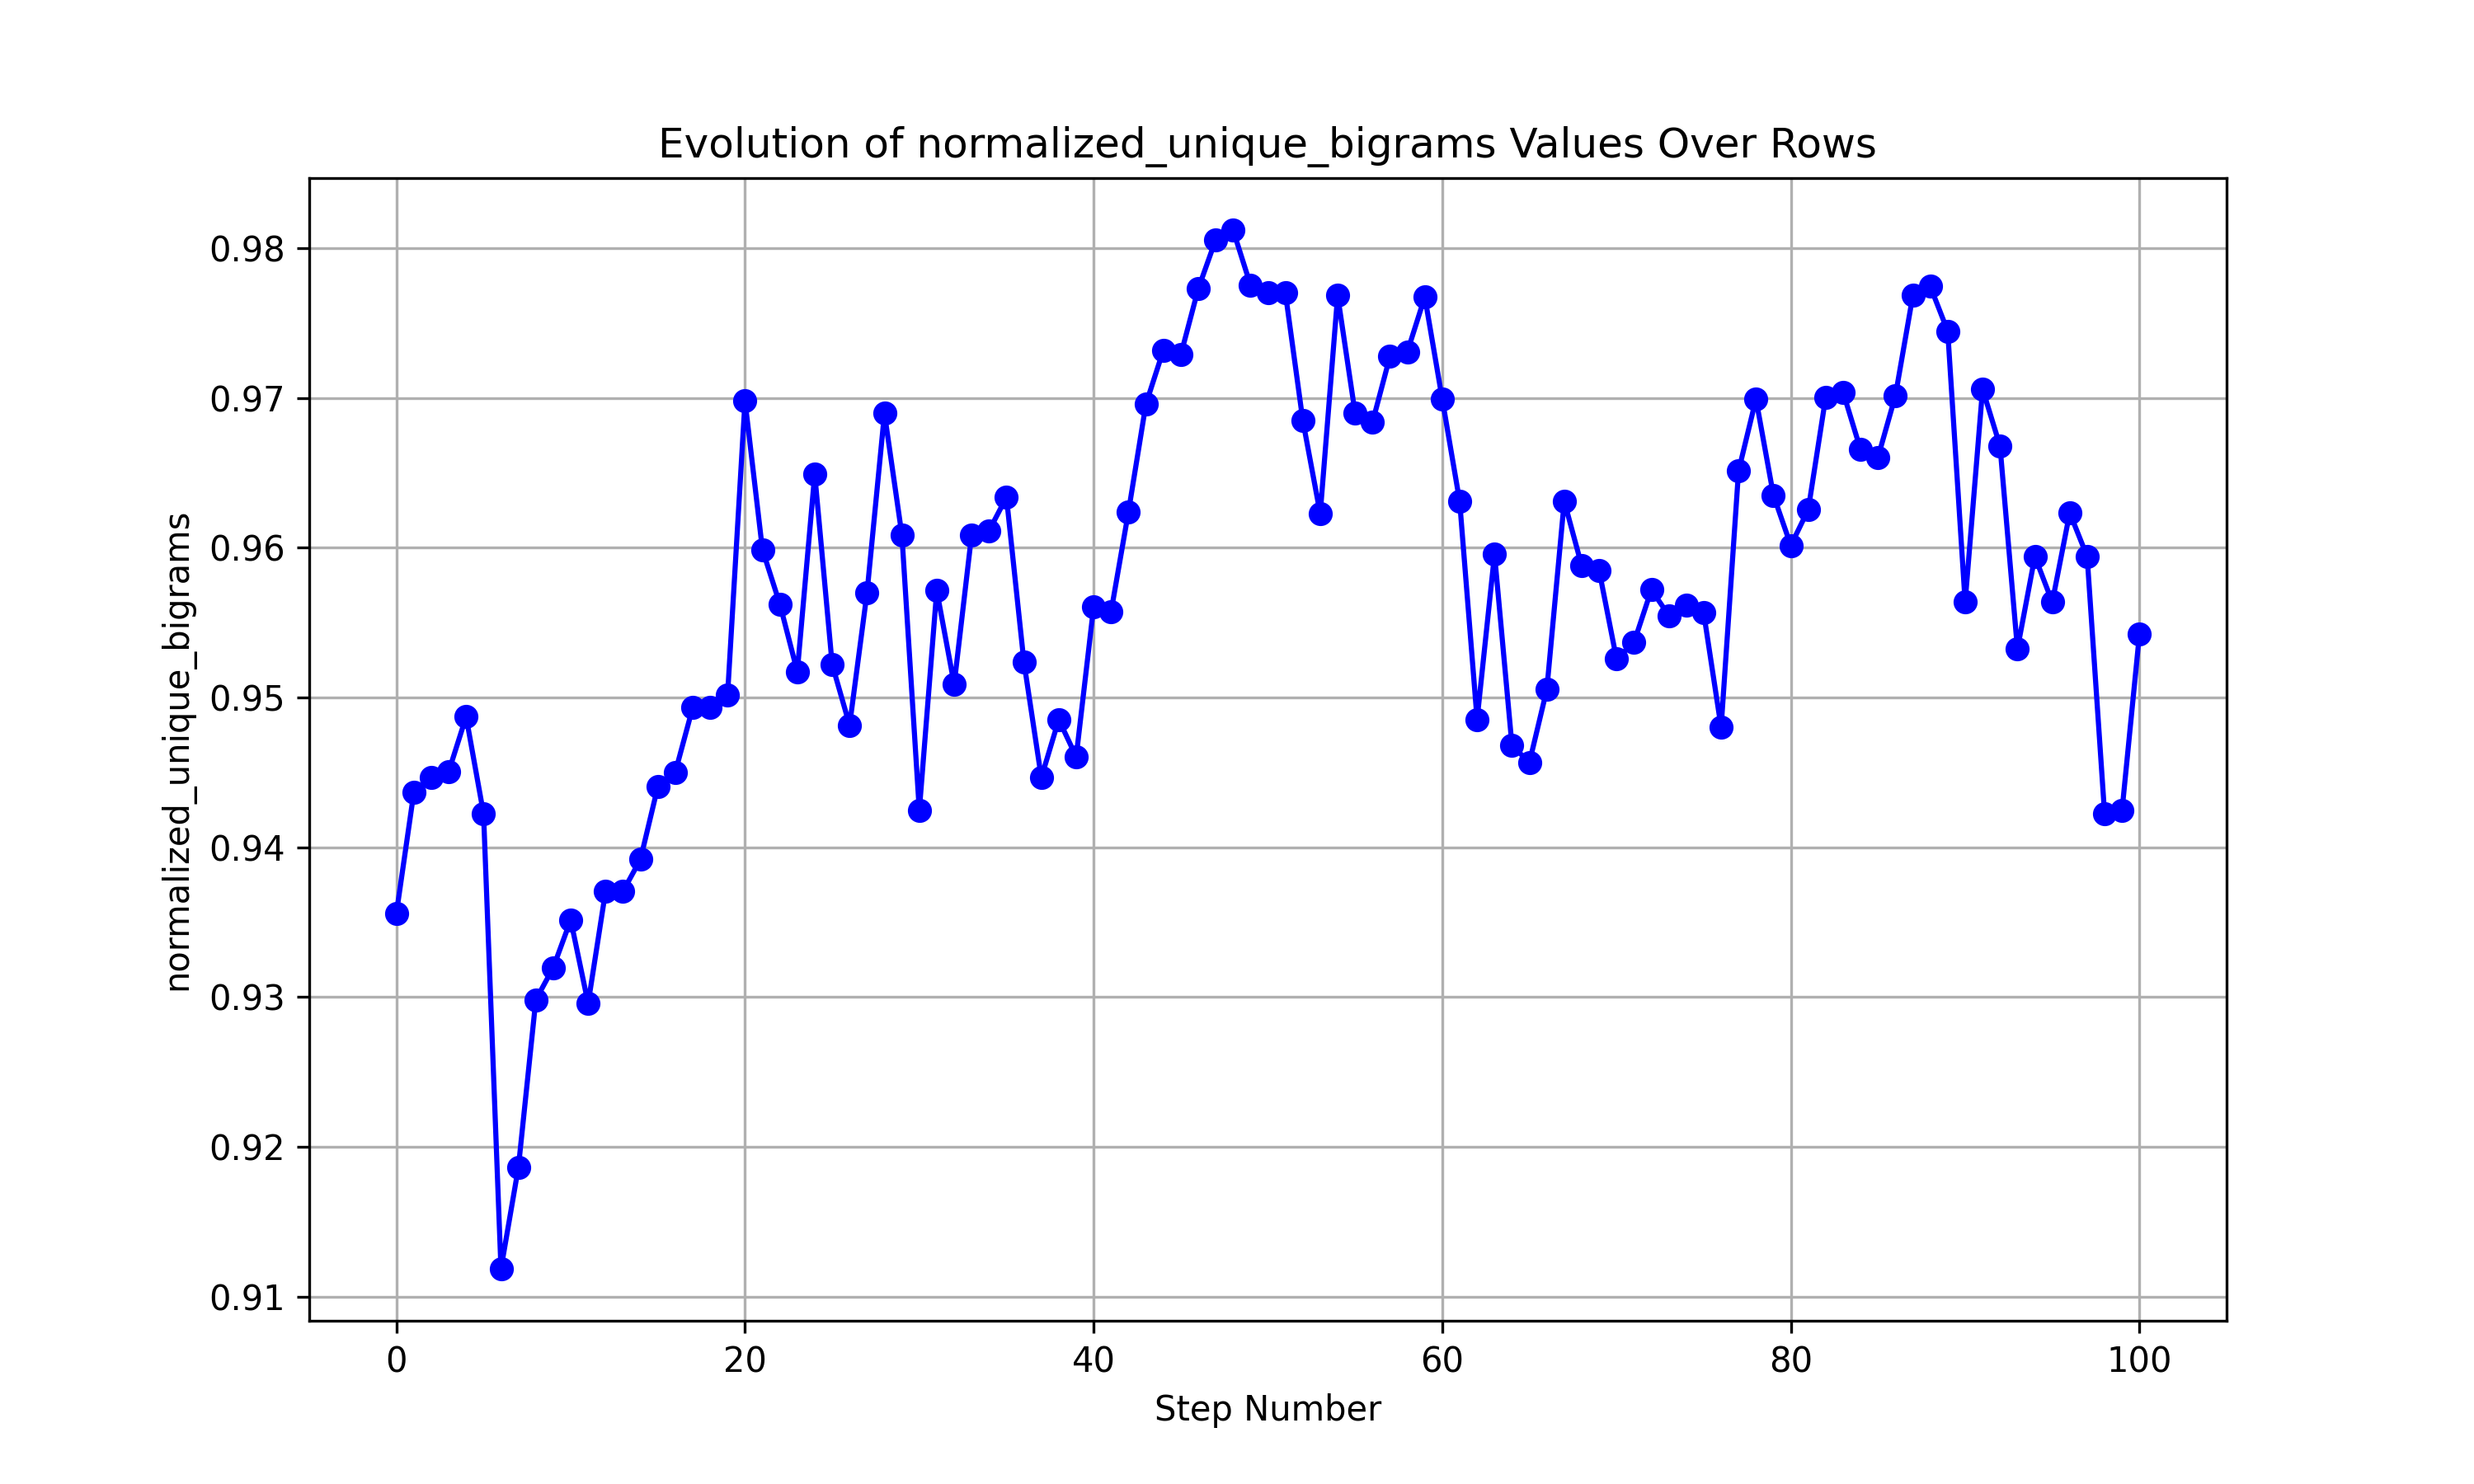 Evolution of normalized_unique_bigrams Values Over Rows
normalized_unique_bigrams
0.98
0.97
0.96
0.95
0.94
0.93
0.92
0.91
0 20 40 60 80 100
Step Number